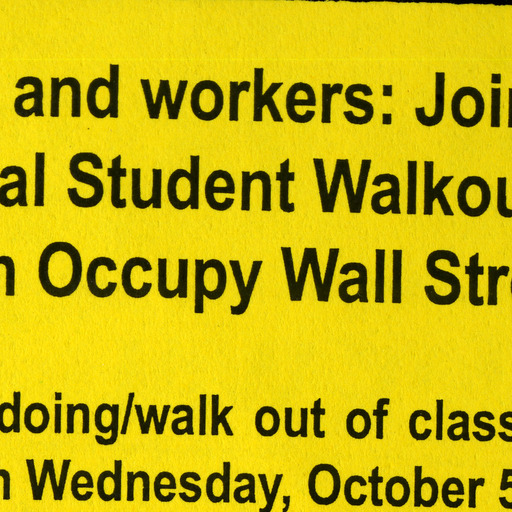 and workers: Joi
al Student Walkou
n Occupy Wall Str
doing/walk out of class
n Wednesday, October 5